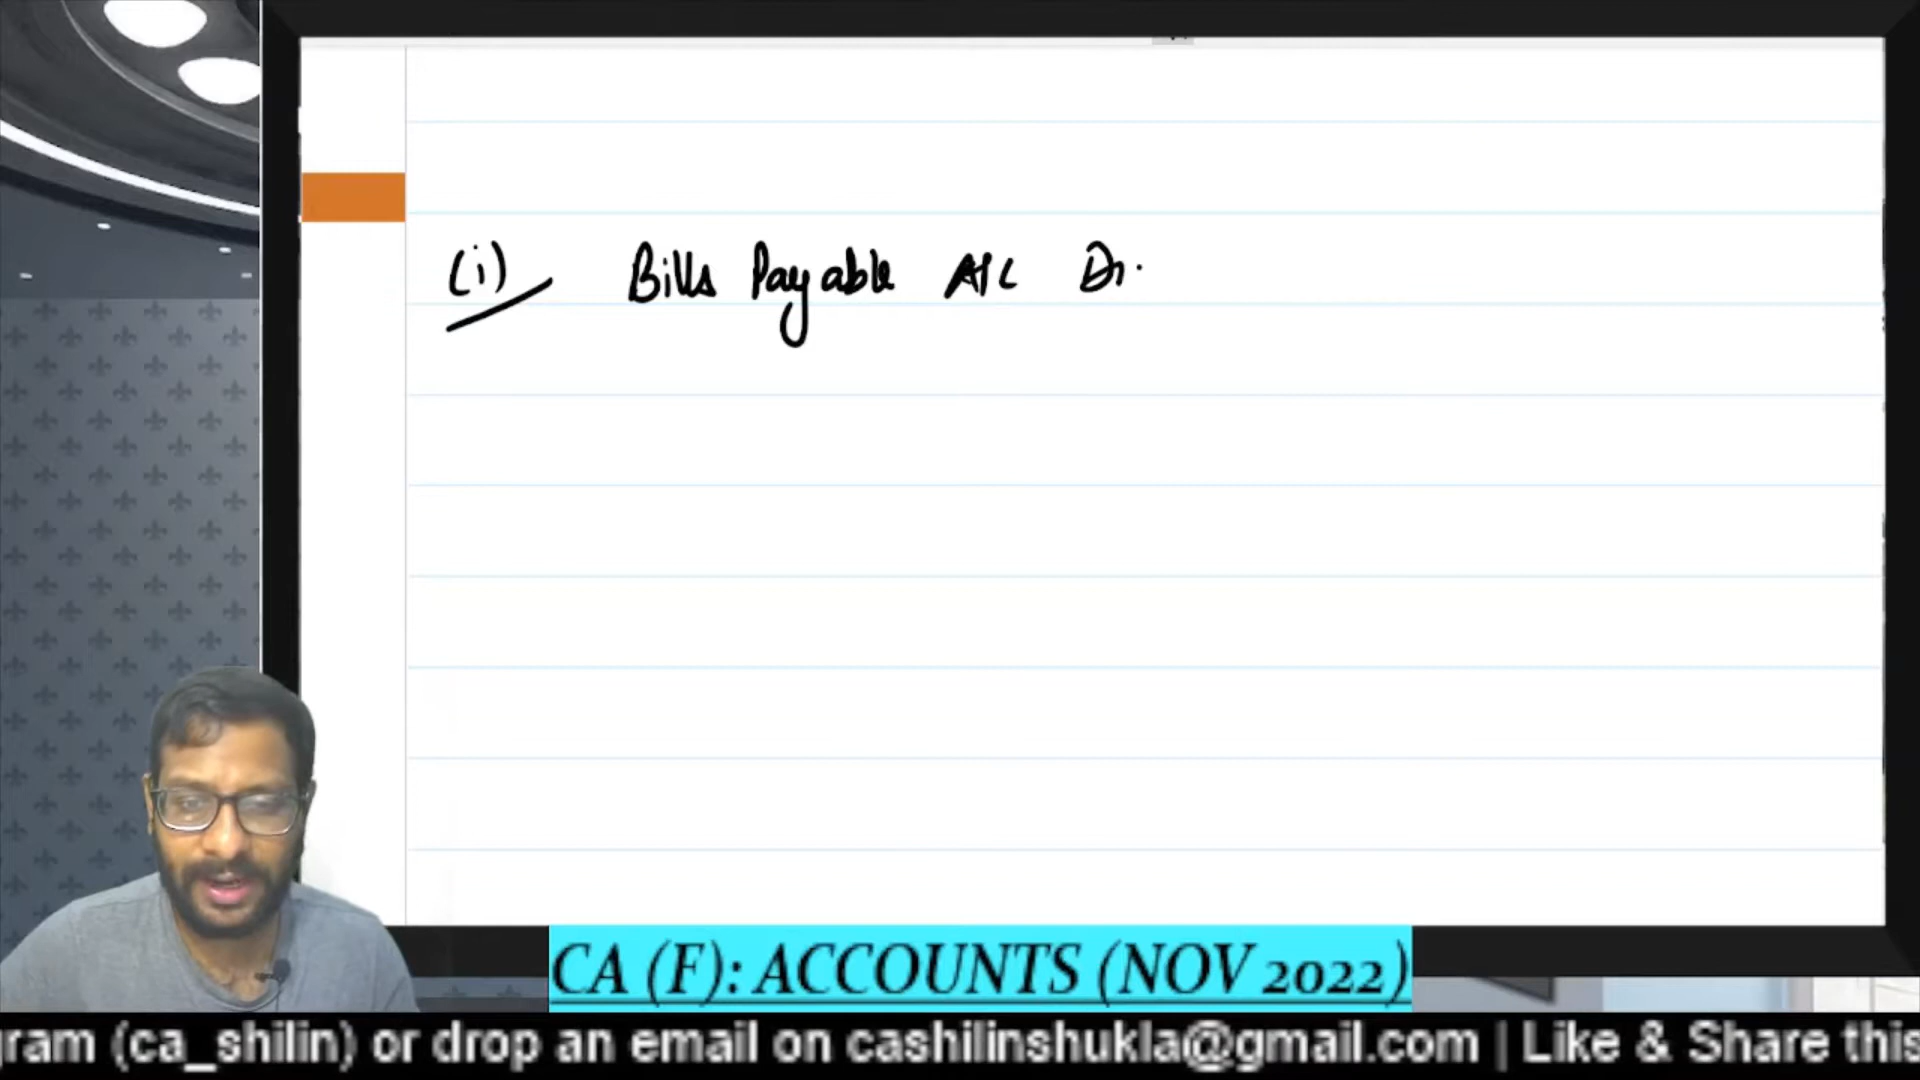 (i) Bills Payable A/C Dr.
CA (F): ACCOUNTS (NOV 2022)
gram (ca_shilin) or drop an email on cashilinshukla@gmail.com | Like & Share this